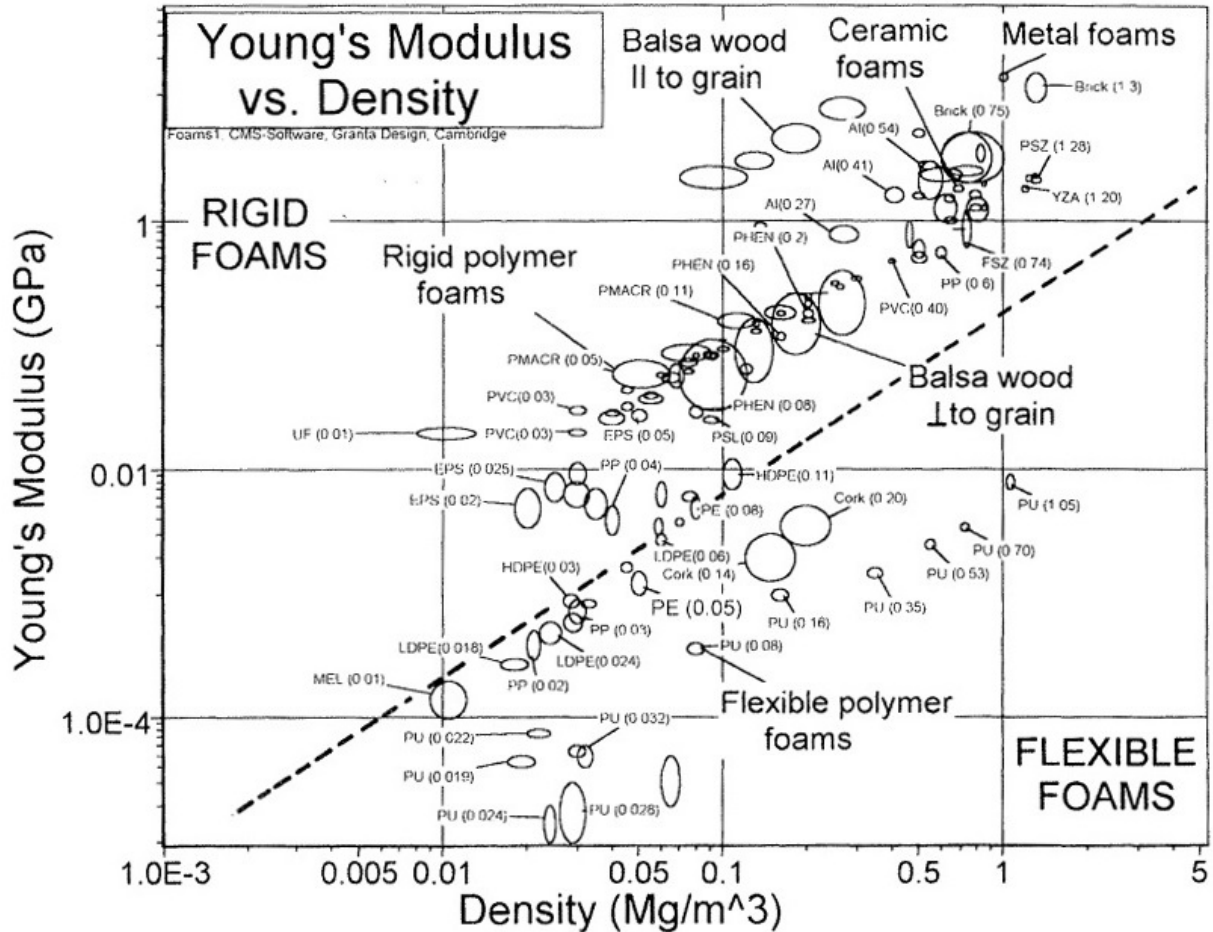 Young's Modulus
vs. Density
Foams1. CMS-Software, Granta Design, Cambridge
Balsa wood
|| to grain
Ceramic
foams
Metal foams
Brick (1 3)
Brick (0.75)
Al(0.54)
PSZ (1 28)
Al(0.41)
YZA (1 20)
RIGID
FOAMS
Al(0.27)
PHEN (0.2)
Rigid polymer
foams
PHEN (0.16)
FSZ (0.74)
PP (0.6)
PMACR (0.11)
PVC(0 40)
PMACR (0.05)
Balsa wood
⊥to grain
PVC(0 03)
PHEN (0.08)
UF (0 01)
PVC(0 03)
EPS (0.05)
PSL(0.09)
EPS (0.025)
PP (0.04)
HDPE(0.11)
EPS (0.02)
PE (0.08)
Cork (0 20)
PU (1 05)
LDPE(0.06)
PU (0.70)
HDPE(0.03)
Cork (0 14)
PU (0 53)
PE (0.05)
PU (0.35)
PP (0.03)
PU (0 16)
LDPE (0 018)
LDPE(0 024)
PU (0 08)
MEL (0 01)
PP (0 02)
Flexible polymer
foams
PU (0 032)
PU (0 022)
PU (0 019)
FLEXIBLE
FOAMS
PU (0 024)
PU (0 028)
Young's Modulus (GPa)
1
0.01
1.0E-4
1.0E-3
0.005
0.01
0.05
0.1
0.5
1
5
Density (Mg/m^3)